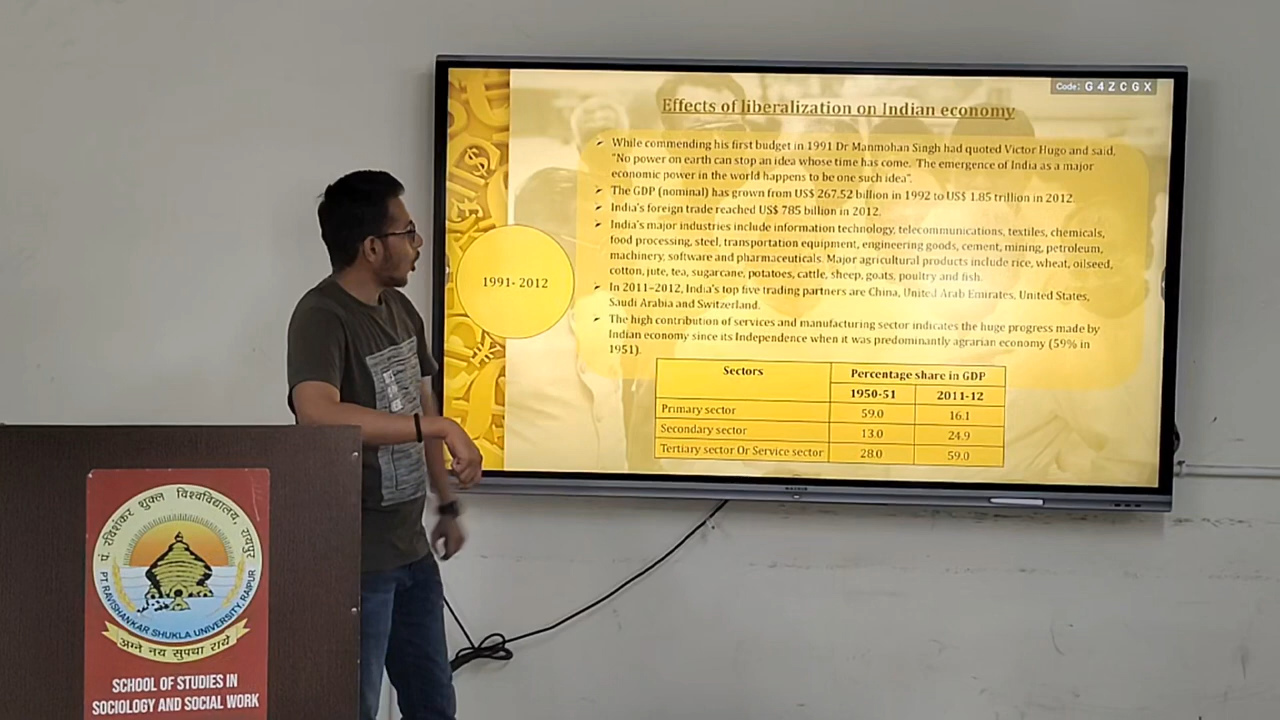 Code: G4ZCGX
Effects of liberalization on Indian economy
➤ While commending his first budget in 1991 Dr Manmohan Singh had quoted Victor Hugo and said,
"No power on earth can stop an idea whose time has come. The emergence of India as a major
economic power in the world happens to be one such idea".
➤ The GDP (nominal) has grown from US$ 267.52 billion in 1992 to US$ 1.85 trillion in 2012.
➤ India's foreign trade reached US$ 785 billion in 2012.
➤ India's major industries include information technology, telecommunications, textiles, chemicals,
food processing, steel, transportation equipment, engineering goods, cement, mining, petroleum,
machinery, software and pharmaceuticals. Major agricultural products include rice, wheat, oilseed,
cotton, jute, tea, sugarcane, potatoes, cattle, sheep, goats, poultry and fish.
➤ In 2011-2012, India's top five trading partners are China, United Arab Emirates, United States,
Saudi Arabia and Switzerland.
➤ The high contribution of services and manufacturing sector indicates the huge progress made by
Indian economy since its Independence when it was predominantly agrarian economy (59% in
1951).
1991- 2012
Sectors Percentage share in GDP
1950-51 2011-12
Primary sector 59.0 16.1
Secondary sector 13.0 24.9
Tertiary sector Or Service sector 28.0 59.0
पं. रविशंकर शुक्ल विश्वविद्यालय, रायपुर
PT. RAVISHANKAR SHUKLA UNIVERSITY, RAIPUR
अग्ने नय सुपथा राये
SCHOOL OF STUDIES IN
SOCIOLOGY AND SOCIAL WORK